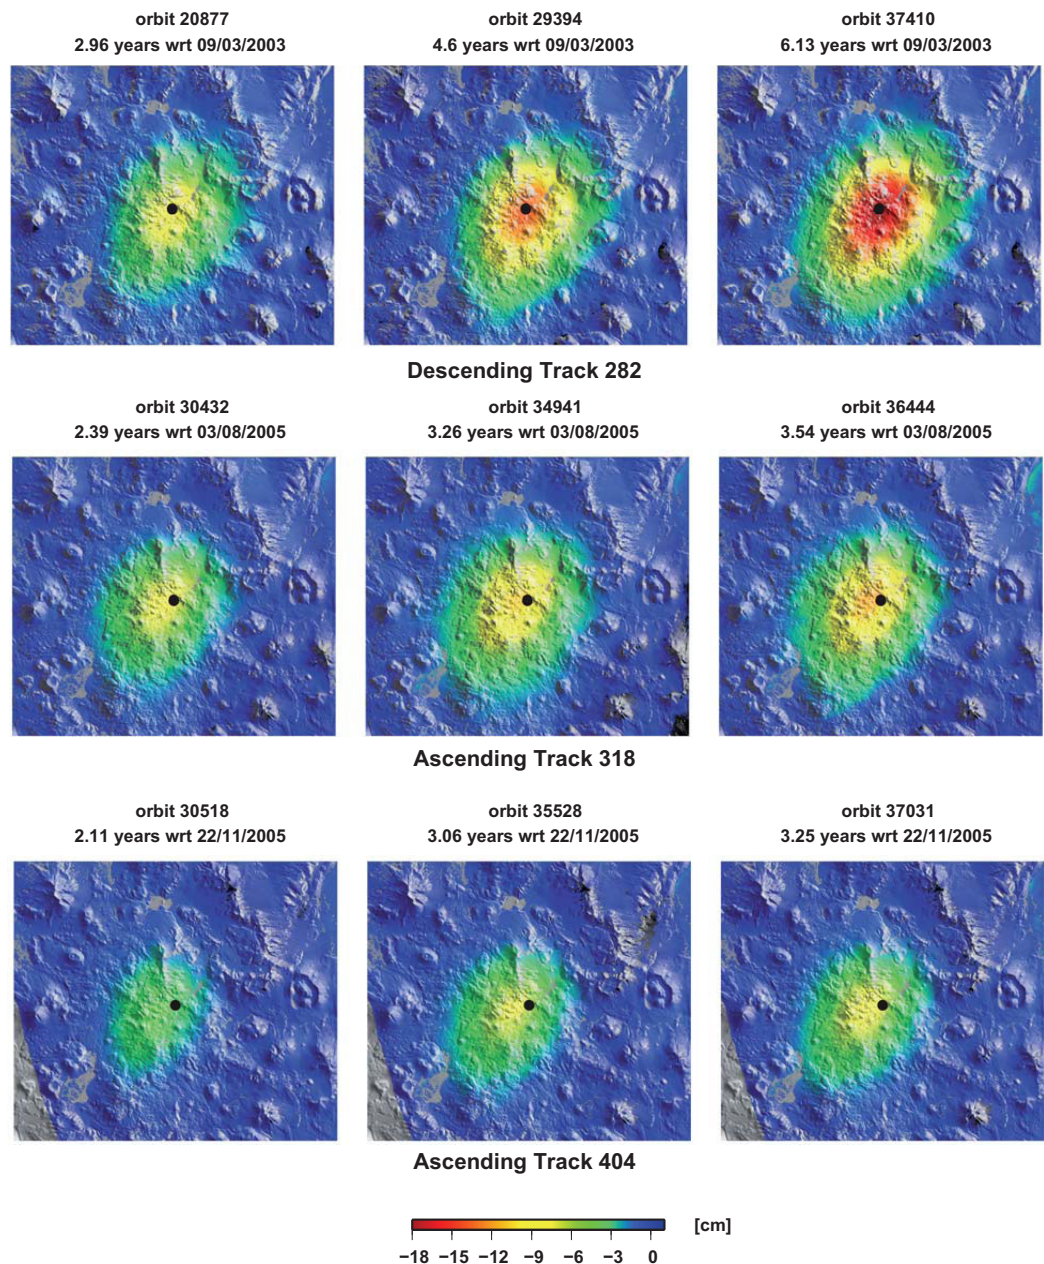 orbit 20877
2.96 years wrt 09/03/2003
orbit 29394
4.6 years wrt 09/03/2003
orbit 37410
6.13 years wrt 09/03/2003
Descending Track 282
orbit 30432
2.39 years wrt 03/08/2005
orbit 34941
3.26 years wrt 03/08/2005
orbit 36444
3.54 years wrt 03/08/2005
Ascending Track 318
orbit 30518
2.11 years wrt 22/11/2005
orbit 35528
3.06 years wrt 22/11/2005
orbit 37031
3.25 years wrt 22/11/2005
Ascending Track 404
[cm]
−18 −15 −12 −9 −6 −3 0